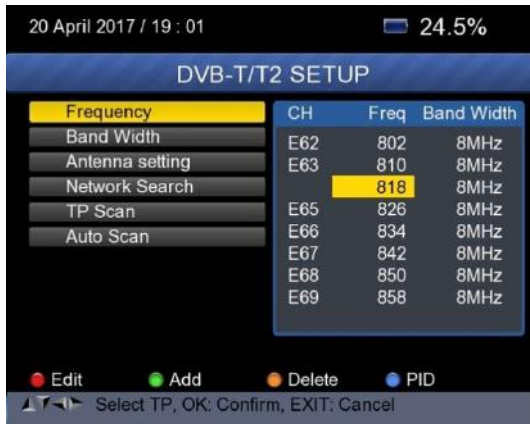 20 April 2017 / 19 : 01 24.5%
DVB-T/T2 SETUP
Frequency
Band Width
Antenna setting
Network Search
TP Scan
Auto Scan
CH Freq Band Width
E62 802 8MHz
E63 810 8MHz
818 8MHz
E65 826 8MHz
E66 834 8MHz
E67 842 8MHz
E68 850 8MHz
E69 858 8MHz
Edit Add Delete PID
Select TP, OK: Confirm, EXIT: Cancel